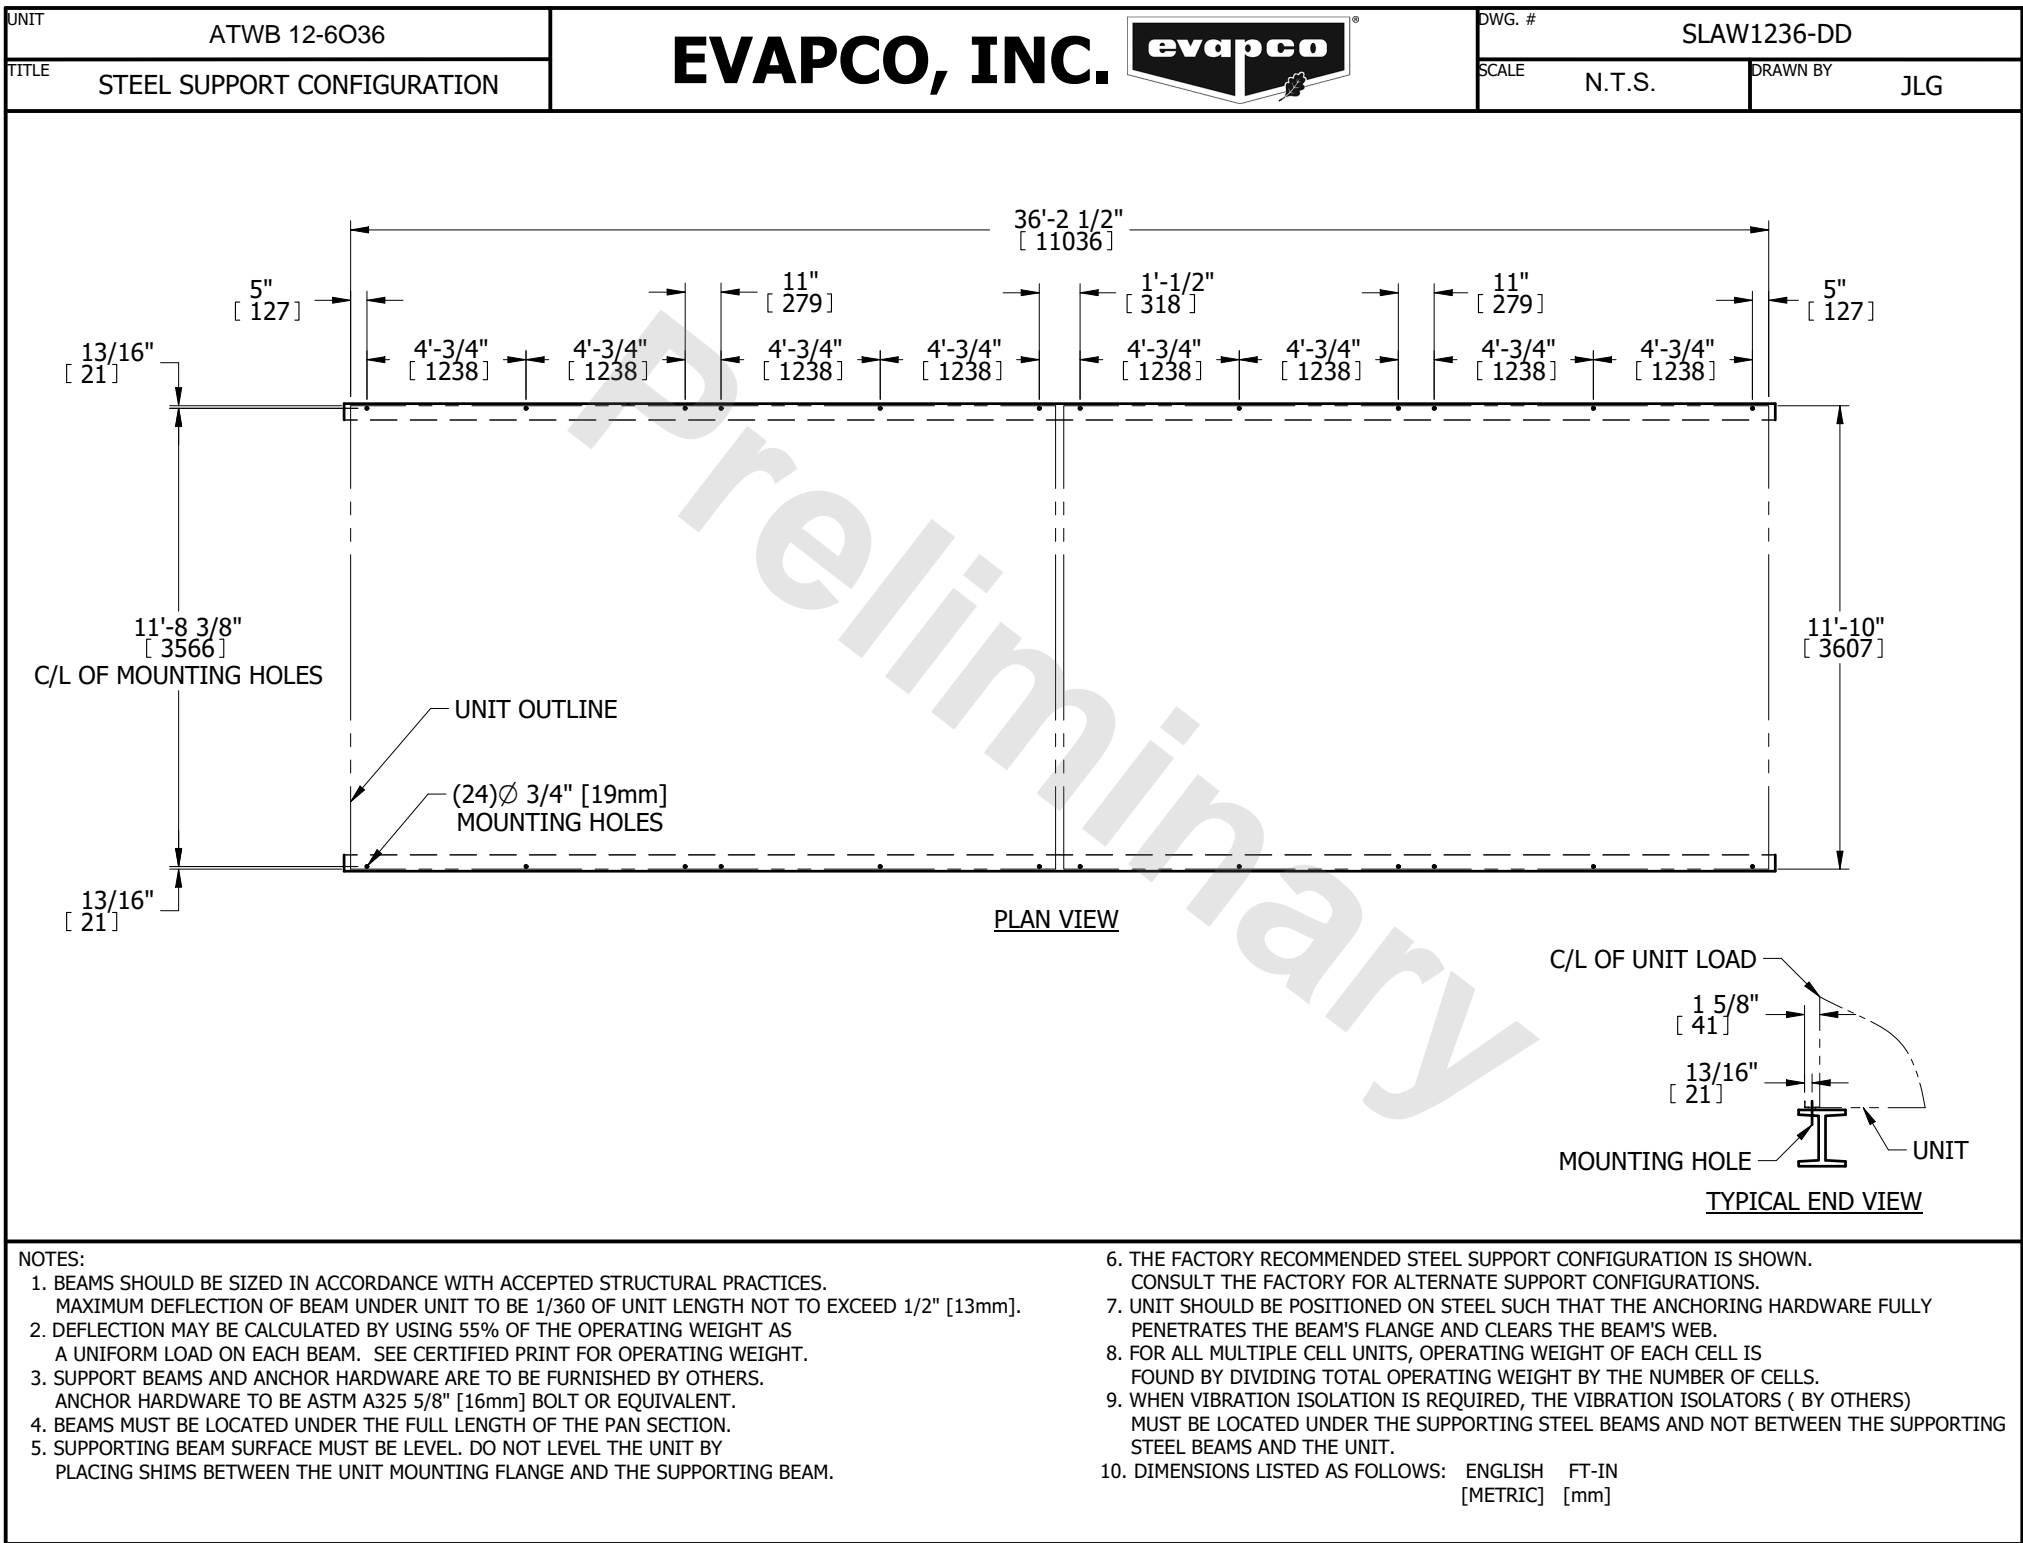 UNIT
ATWB 12-6O36
TITLE
STEEL SUPPORT CONFIGURATION
EVAPCO, INC.
evapco
®
DWG. #
SLAW1236-DD
SCALE
N.T.S.
DRAWN BY
JLG
36'-2 1/2"
[ 11036 ]
5"
[ 127 ]
11"
[ 279 ]
1'-1/2"
[ 318 ]
11"
[ 279 ]
5"
[ 127 ]
13/16"
[ 21 ]
4'-3/4"
[ 1238 ]
4'-3/4"
[ 1238 ]
4'-3/4"
[ 1238 ]
4'-3/4"
[ 1238 ]
4'-3/4"
[ 1238 ]
4'-3/4"
[ 1238 ]
4'-3/4"
[ 1238 ]
4'-3/4"
[ 1238 ]
Preliminary
11'-8 3/8"
[ 3566 ]
C/L OF MOUNTING HOLES
11'-10"
[ 3607 ]
UNIT OUTLINE
(24)∅ 3/4" [19mm]
MOUNTING HOLES
13/16"
[ 21 ]
PLAN VIEW
C/L OF UNIT LOAD
1 5/8"
[ 41 ]
13/16"
[ 21 ]
MOUNTING HOLE
UNIT
TYPICAL END VIEW
NOTES:
1. BEAMS SHOULD BE SIZED IN ACCORDANCE WITH ACCEPTED STRUCTURAL PRACTICES.
MAXIMUM DEFLECTION OF BEAM UNDER UNIT TO BE 1/360 OF UNIT LENGTH NOT TO EXCEED 1/2" [13mm].
2. DEFLECTION MAY BE CALCULATED BY USING 55% OF THE OPERATING WEIGHT AS
A UNIFORM LOAD ON EACH BEAM. SEE CERTIFIED PRINT FOR OPERATING WEIGHT.
3. SUPPORT BEAMS AND ANCHOR HARDWARE ARE TO BE FURNISHED BY OTHERS.
ANCHOR HARDWARE TO BE ASTM A325 5/8" [16mm] BOLT OR EQUIVALENT.
4. BEAMS MUST BE LOCATED UNDER THE FULL LENGTH OF THE PAN SECTION.
5. SUPPORTING BEAM SURFACE MUST BE LEVEL. DO NOT LEVEL THE UNIT BY
PLACING SHIMS BETWEEN THE UNIT MOUNTING FLANGE AND THE SUPPORTING BEAM.
6. THE FACTORY RECOMMENDED STEEL SUPPORT CONFIGURATION IS SHOWN.
CONSULT THE FACTORY FOR ALTERNATE SUPPORT CONFIGURATIONS.
7. UNIT SHOULD BE POSITIONED ON STEEL SUCH THAT THE ANCHORING HARDWARE FULLY
PENETRATES THE BEAM'S FLANGE AND CLEARS THE BEAM'S WEB.
8. FOR ALL MULTIPLE CELL UNITS, OPERATING WEIGHT OF EACH CELL IS
FOUND BY DIVIDING TOTAL OPERATING WEIGHT BY THE NUMBER OF CELLS.
9. WHEN VIBRATION ISOLATION IS REQUIRED, THE VIBRATION ISOLATORS ( BY OTHERS)
MUST BE LOCATED UNDER THE SUPPORTING STEEL BEAMS AND NOT BETWEEN THE SUPPORTING
STEEL BEAMS AND THE UNIT.
10. DIMENSIONS LISTED AS FOLLOWS: ENGLISH FT-IN
[METRIC] [mm]